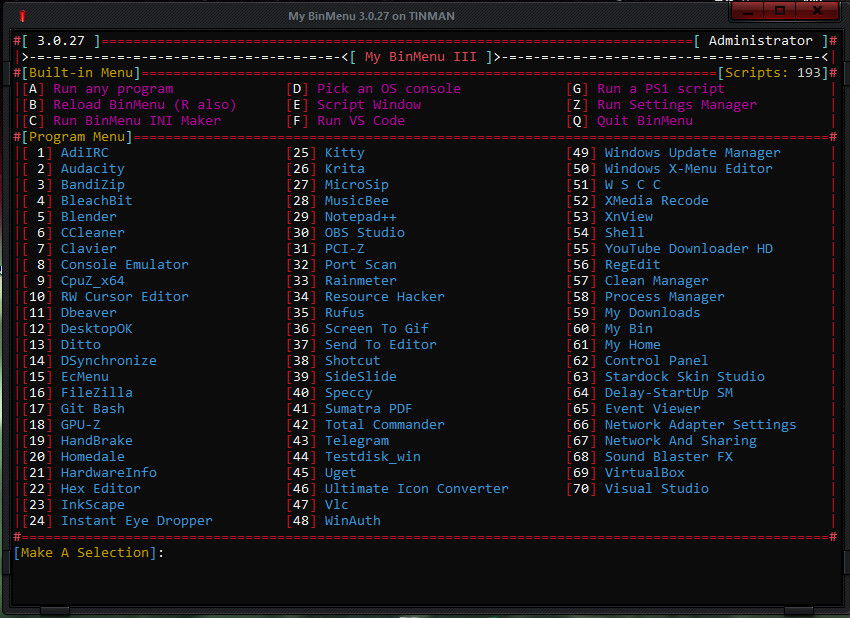 My BinMenu 3.0.27 on TINMAN
#[ 3.0.27 ]==========================================================================[ Administrator ]#
|>-----------------------------------------<[ My BinMenu III ]>-----------------------------------------<|
#[Built-in Menu]========================================================================[Scripts: 193]#
|[A] Run any program [D] Pick an OS console [G] Run a PS1 script |
|[B] Reload BinMenu (R also) [E] Script Window [Z] Run Settings Manager |
|[C] Run BinMenu INI Maker [F] Run VS Code [Q] Quit BinMenu |
#[Program Menu]=======================================================================================#
|[ 1] AdiIRC [25] Kitty [49] Windows Update Manager |
|[ 2] Audacity [26] Krita [50] Windows X-Menu Editor |
|[ 3] BandiZip [27] MicroSip [51] W S C C |
|[ 4] BleachBit [28] MusicBee [52] XMedia Recode |
|[ 5] Blender [29] Notepad++ [53] XnView |
|[ 6] CCleaner [30] OBS Studio [54] Shell |
|[ 7] Clavier [31] PCI-Z [55] YouTube Downloader HD |
|[ 8] Console Emulator [32] Port Scan [56] RegEdit |
|[ 9] CpuZ_x64 [33] Rainmeter [57] Clean Manager |
|[10] RW Cursor Editor [34] Resource Hacker [58] Process Manager |
|[11] Dbeaver [35] Rufus [59] My Downloads |
|[12] DesktopOK [36] Screen To Gif [60] My Bin |
|[13] Ditto [37] Send To Editor [61] My Home |
|[14] DSynchronize [38] Shotcut [62] Control Panel |
|[15] EcMenu [39] SideSlide [63] Stardock Skin Studio |
|[16] FileZilla [40] Speccy [64] Delay-StartUp SM |
|[17] Git Bash [41] Sumatra PDF [65] Event Viewer |
|[18] GPU-Z [42] Total Commander [66] Network Adapter Settings |
|[19] HandBrake [43] Telegram [67] Network And Sharing |
|[20] Homedale [44] Testdisk_win [68] Sound Blaster FX |
|[21] HardwareInfo [45] Uget [69] VirtualBox |
|[22] Hex Editor [46] Ultimate Icon Converter [70] Visual Studio |
|[23] InkScape [47] Vlc |
|[24] Instant Eye Dropper [48] WinAuth |
#=====================================================================================================#
[Make A Selection]: